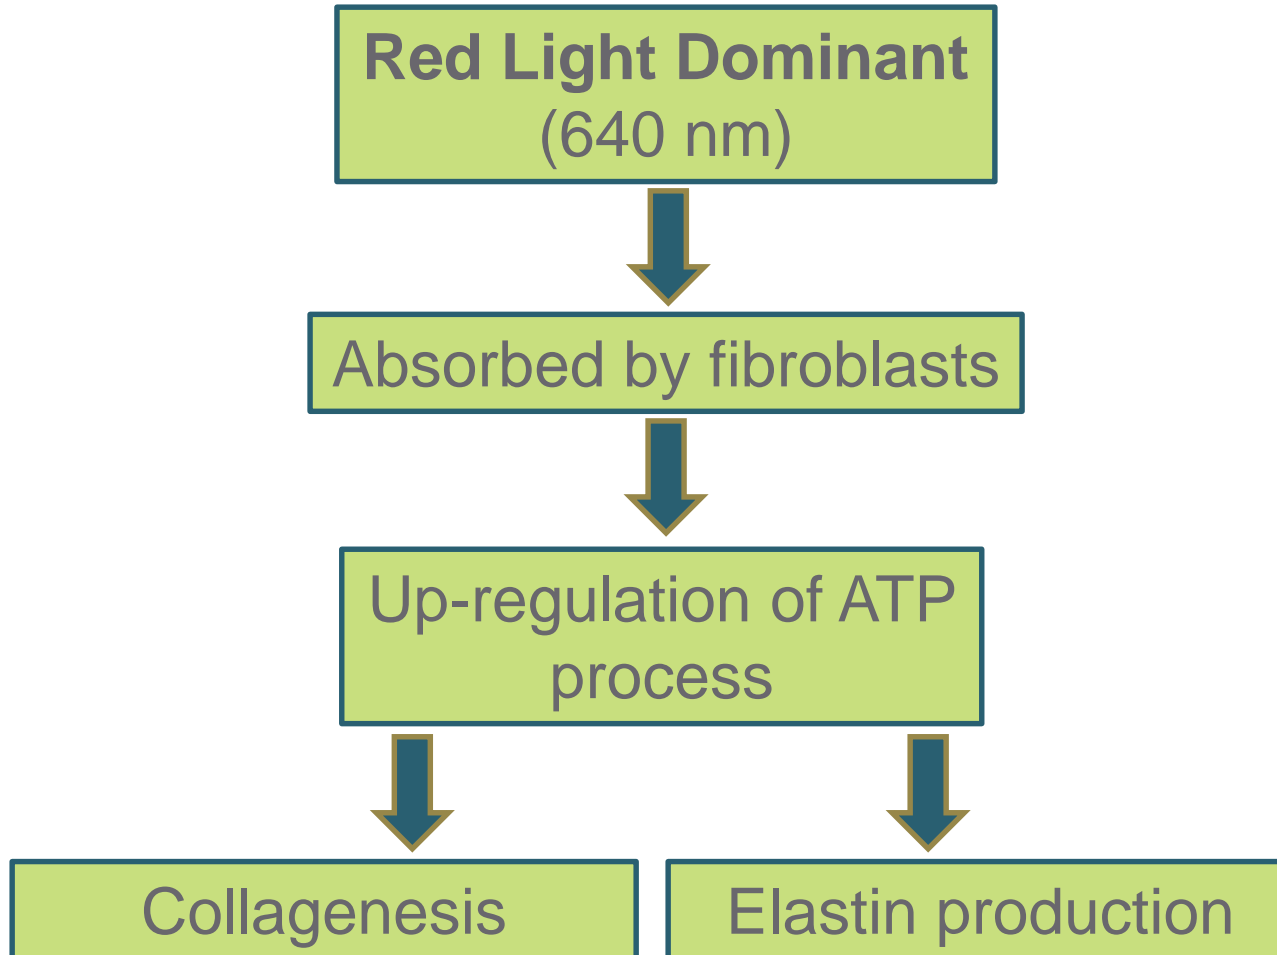 Red Light Dominant
(640 nm)
Absorbed by fibroblasts
Up-regulation of ATP
process
Collagenesis
Elastin production